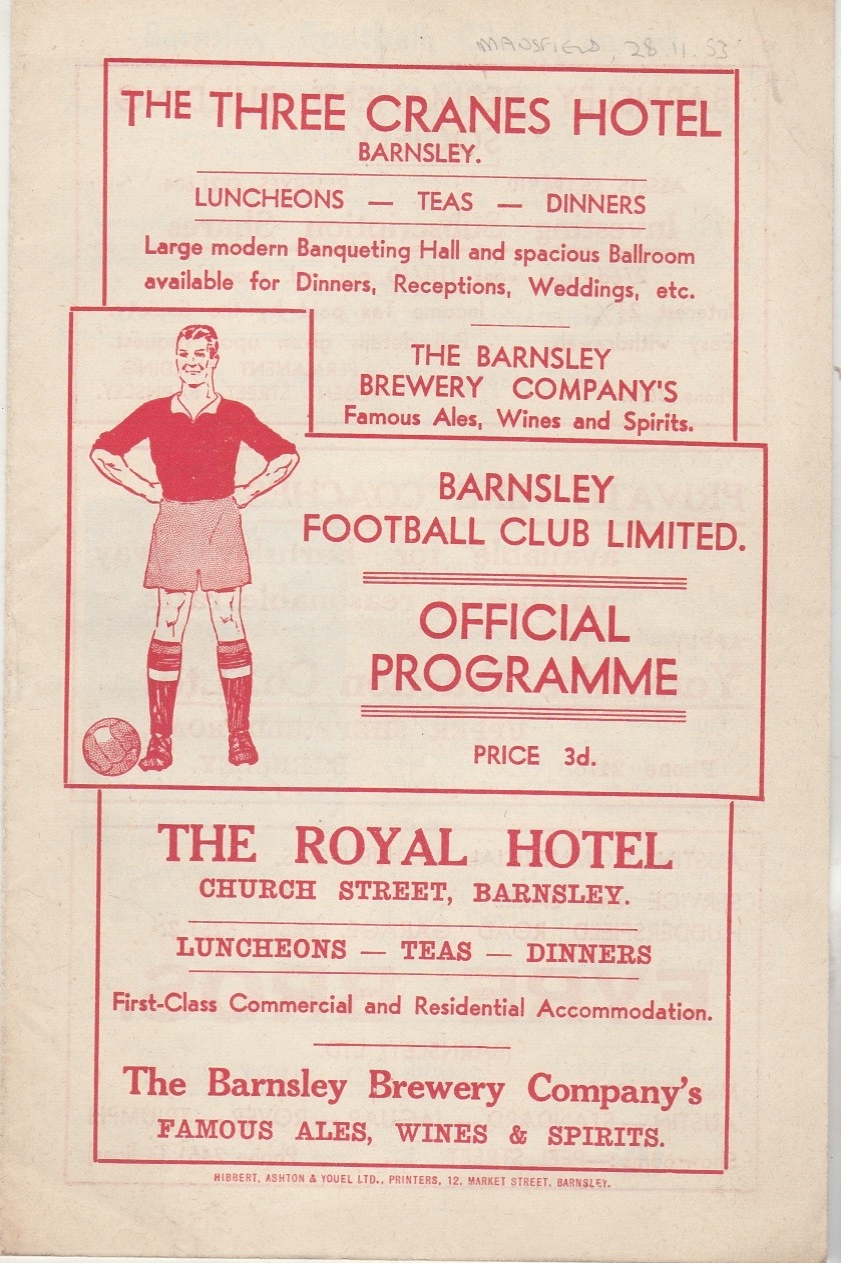 MANSFIELD, 28.11.53
THE THREE CRANES HOTEL
BARNSLEY.
LUNCHEONS — TEAS — DINNERS
Large modern Banqueting Hall and spacious Ballroom
available for Dinners, Receptions, Weddings, etc.
THE BARNSLEY
BREWERY COMPANY'S
Famous Ales, Wines and Spirits.
BARNSLEY
FOOTBALL CLUB LIMITED.
OFFICIAL
PROGRAMME
PRICE 3d.
THE ROYAL HOTEL
CHURCH STREET, BARNSLEY.
LUNCHEONS — TEAS — DINNERS
First-Class Commercial and Residential Accommodation.
The Barnsley Brewery Company's
FAMOUS ALES, WINES & SPIRITS.
HIBBERT, ASHTON & YOUEL LTD., PRINTERS, 12, MARKET STREET, BARNSLEY.